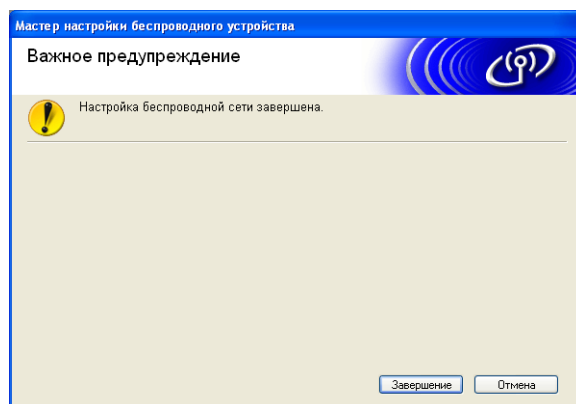 Мастер настройки беспроводного устройства
Важное предупреждение
Настройка беспроводной сети завершена.
Завершение
Отмена